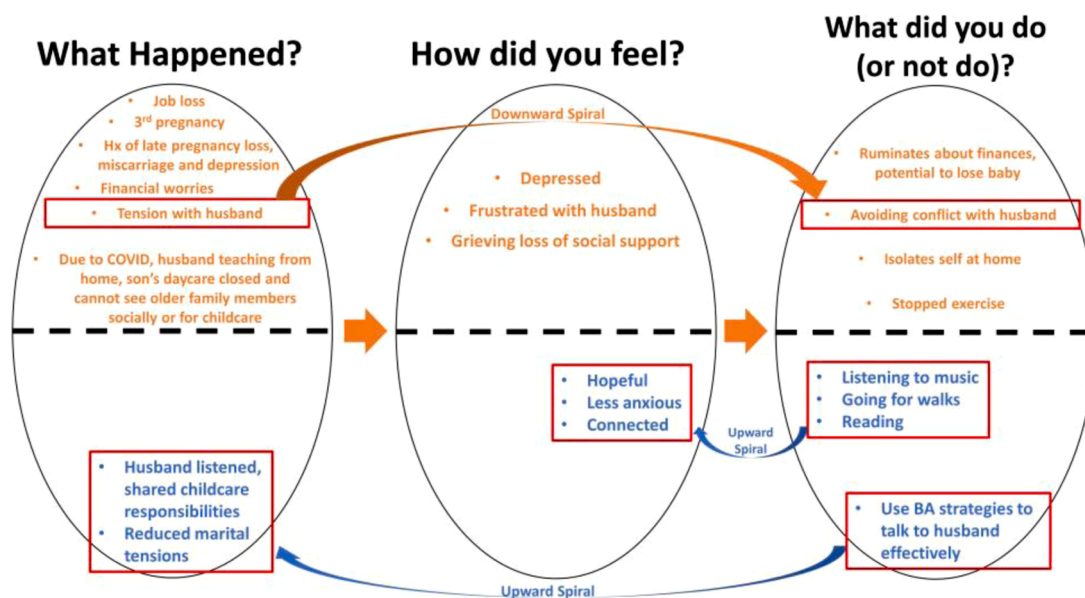 What Happened?
• Job loss
• 3rd pregnancy
• Hx of late pregnancy loss,
miscarriage and depression
• Financial worries
• Tension with husband
• Due to COVID, husband teaching from
home, son's daycare closed and
cannot see older family members
socially or for childcare
• Husband listened,
shared childcare
responsibilities
• Reduced marital
tensions
How did you feel?
Downward Spiral
• Depressed
• Frustrated with husband
• Grieving loss of social support
• Hopeful
• Less anxious
• Connected
What did you do
(or not do)?
• Ruminates about finances,
potential to lose baby
• Avoiding conflict with husband
• Isolates self at home
• Stopped exercise
• Listening to music
• Going for walks
• Reading
Upward
Spiral
• Use BA strategies to
talk to husband
effectively
Upward Spiral